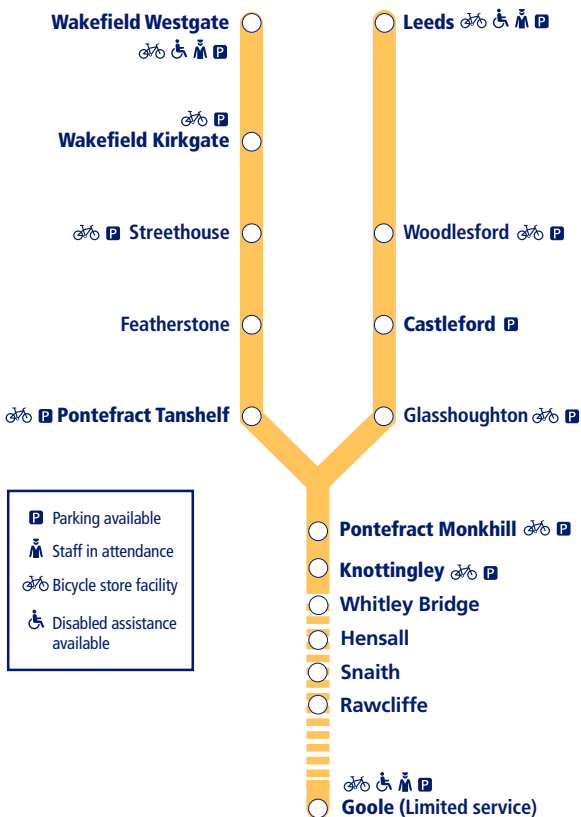 Wakefield Westgate
Leeds P
P
P
Wakefield Kirkgate
P Streethouse
Woodlesford P
Featherstone
Castleford P
P Pontefract Tanshelf
Glasshoughton P
P Parking available
Staff in attendance
Bicycle store facility
Disabled assistance
available
Pontefract Monkhill P
Knottingley P
Whitley Bridge
Hensall
Snaith
Rawcliffe
P
Goole (Limited service)